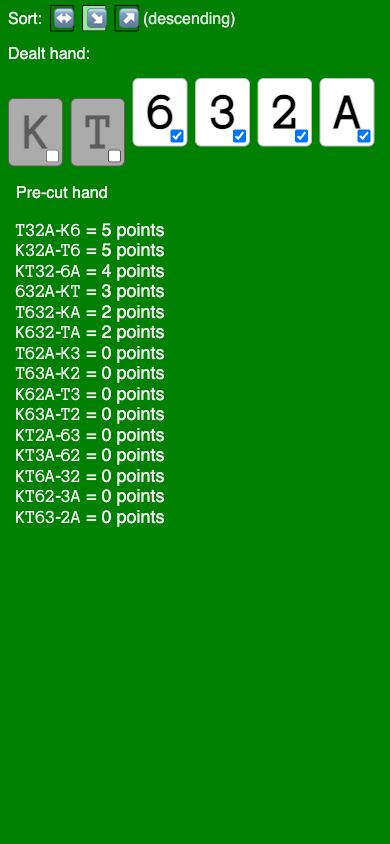 Sort: ↔ ↘ ↗ (descending)
Dealt hand:
K T 6 3 2 A
Pre-cut hand
T32A-K6 = 5 points
K32A-T6 = 5 points
KT32-6A = 4 points
632A-KT = 3 points
T632-KA = 2 points
K632-TA = 2 points
T62A-K3 = 0 points
T63A-K2 = 0 points
K62A-T3 = 0 points
K63A-T2 = 0 points
KT2A-63 = 0 points
KT3A-62 = 0 points
KT6A-32 = 0 points
KT62-3A = 0 points
KT63-2A = 0 points